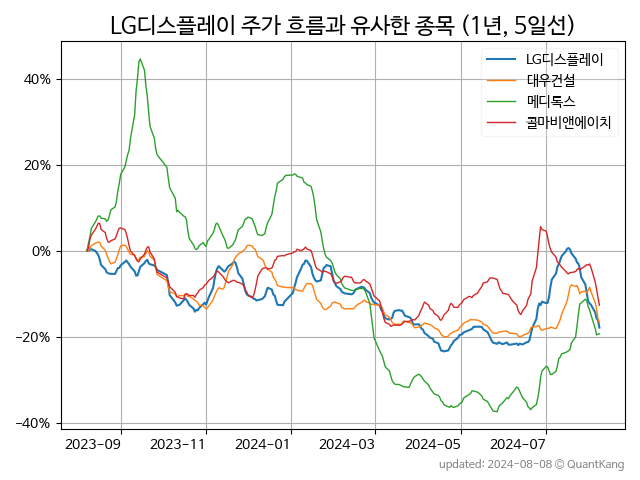 LG디스플레이 주가 흐름과 유사한 종목 (1년, 5일선)
LG디스플레이
대우건설
메디톡스
콜마비앤에이치
40%
20%
0%
−20%
−40%
2023-09 2023-11 2024-01 2024-03 2024-05 2024-07
updated: 2024-08-08 © QuantKang